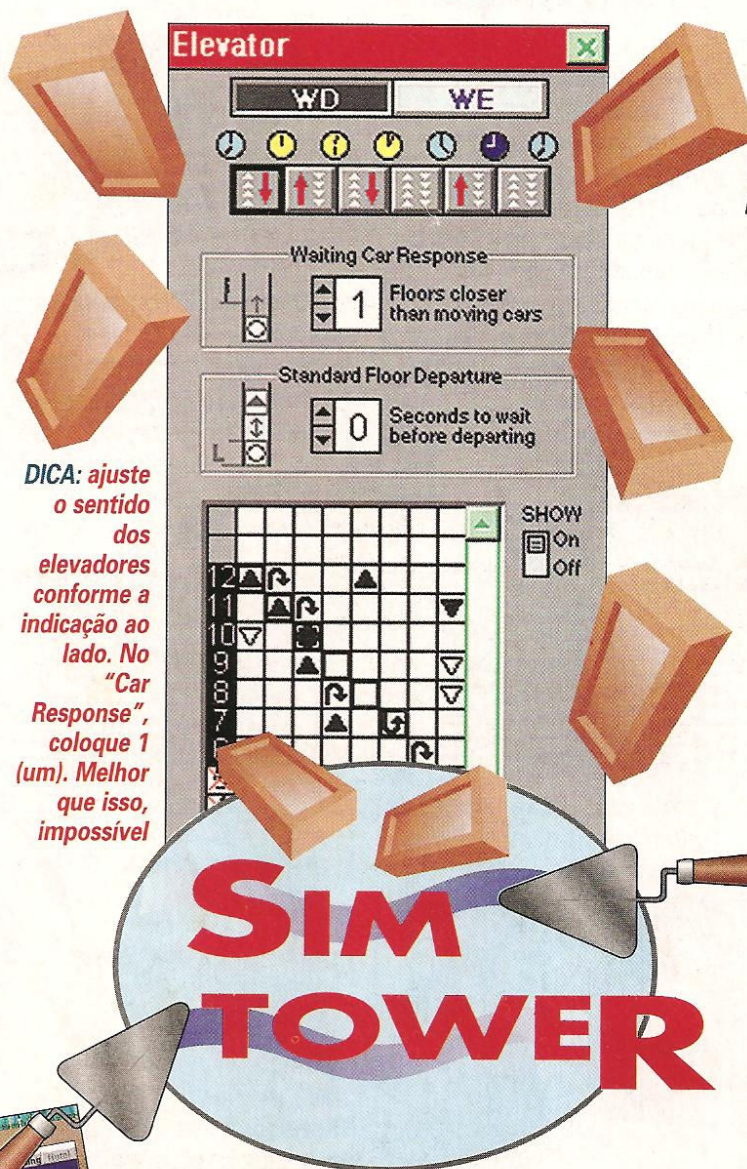 Elevator
WD WE
Waiting Car Response
1 Floors closer
than moving cars
Standard Floor Departure
0 Seconds to wait
before departing
SHOW
On
Off
12
11
10
9
8
7
L
DICA: ajuste
o sentido
dos
elevadores
conforme a
indicação ao
lado. No
"Car
Response",
coloque 1
(um). Melhor
que isso,
impossível
SIM
TOWER
Hotel